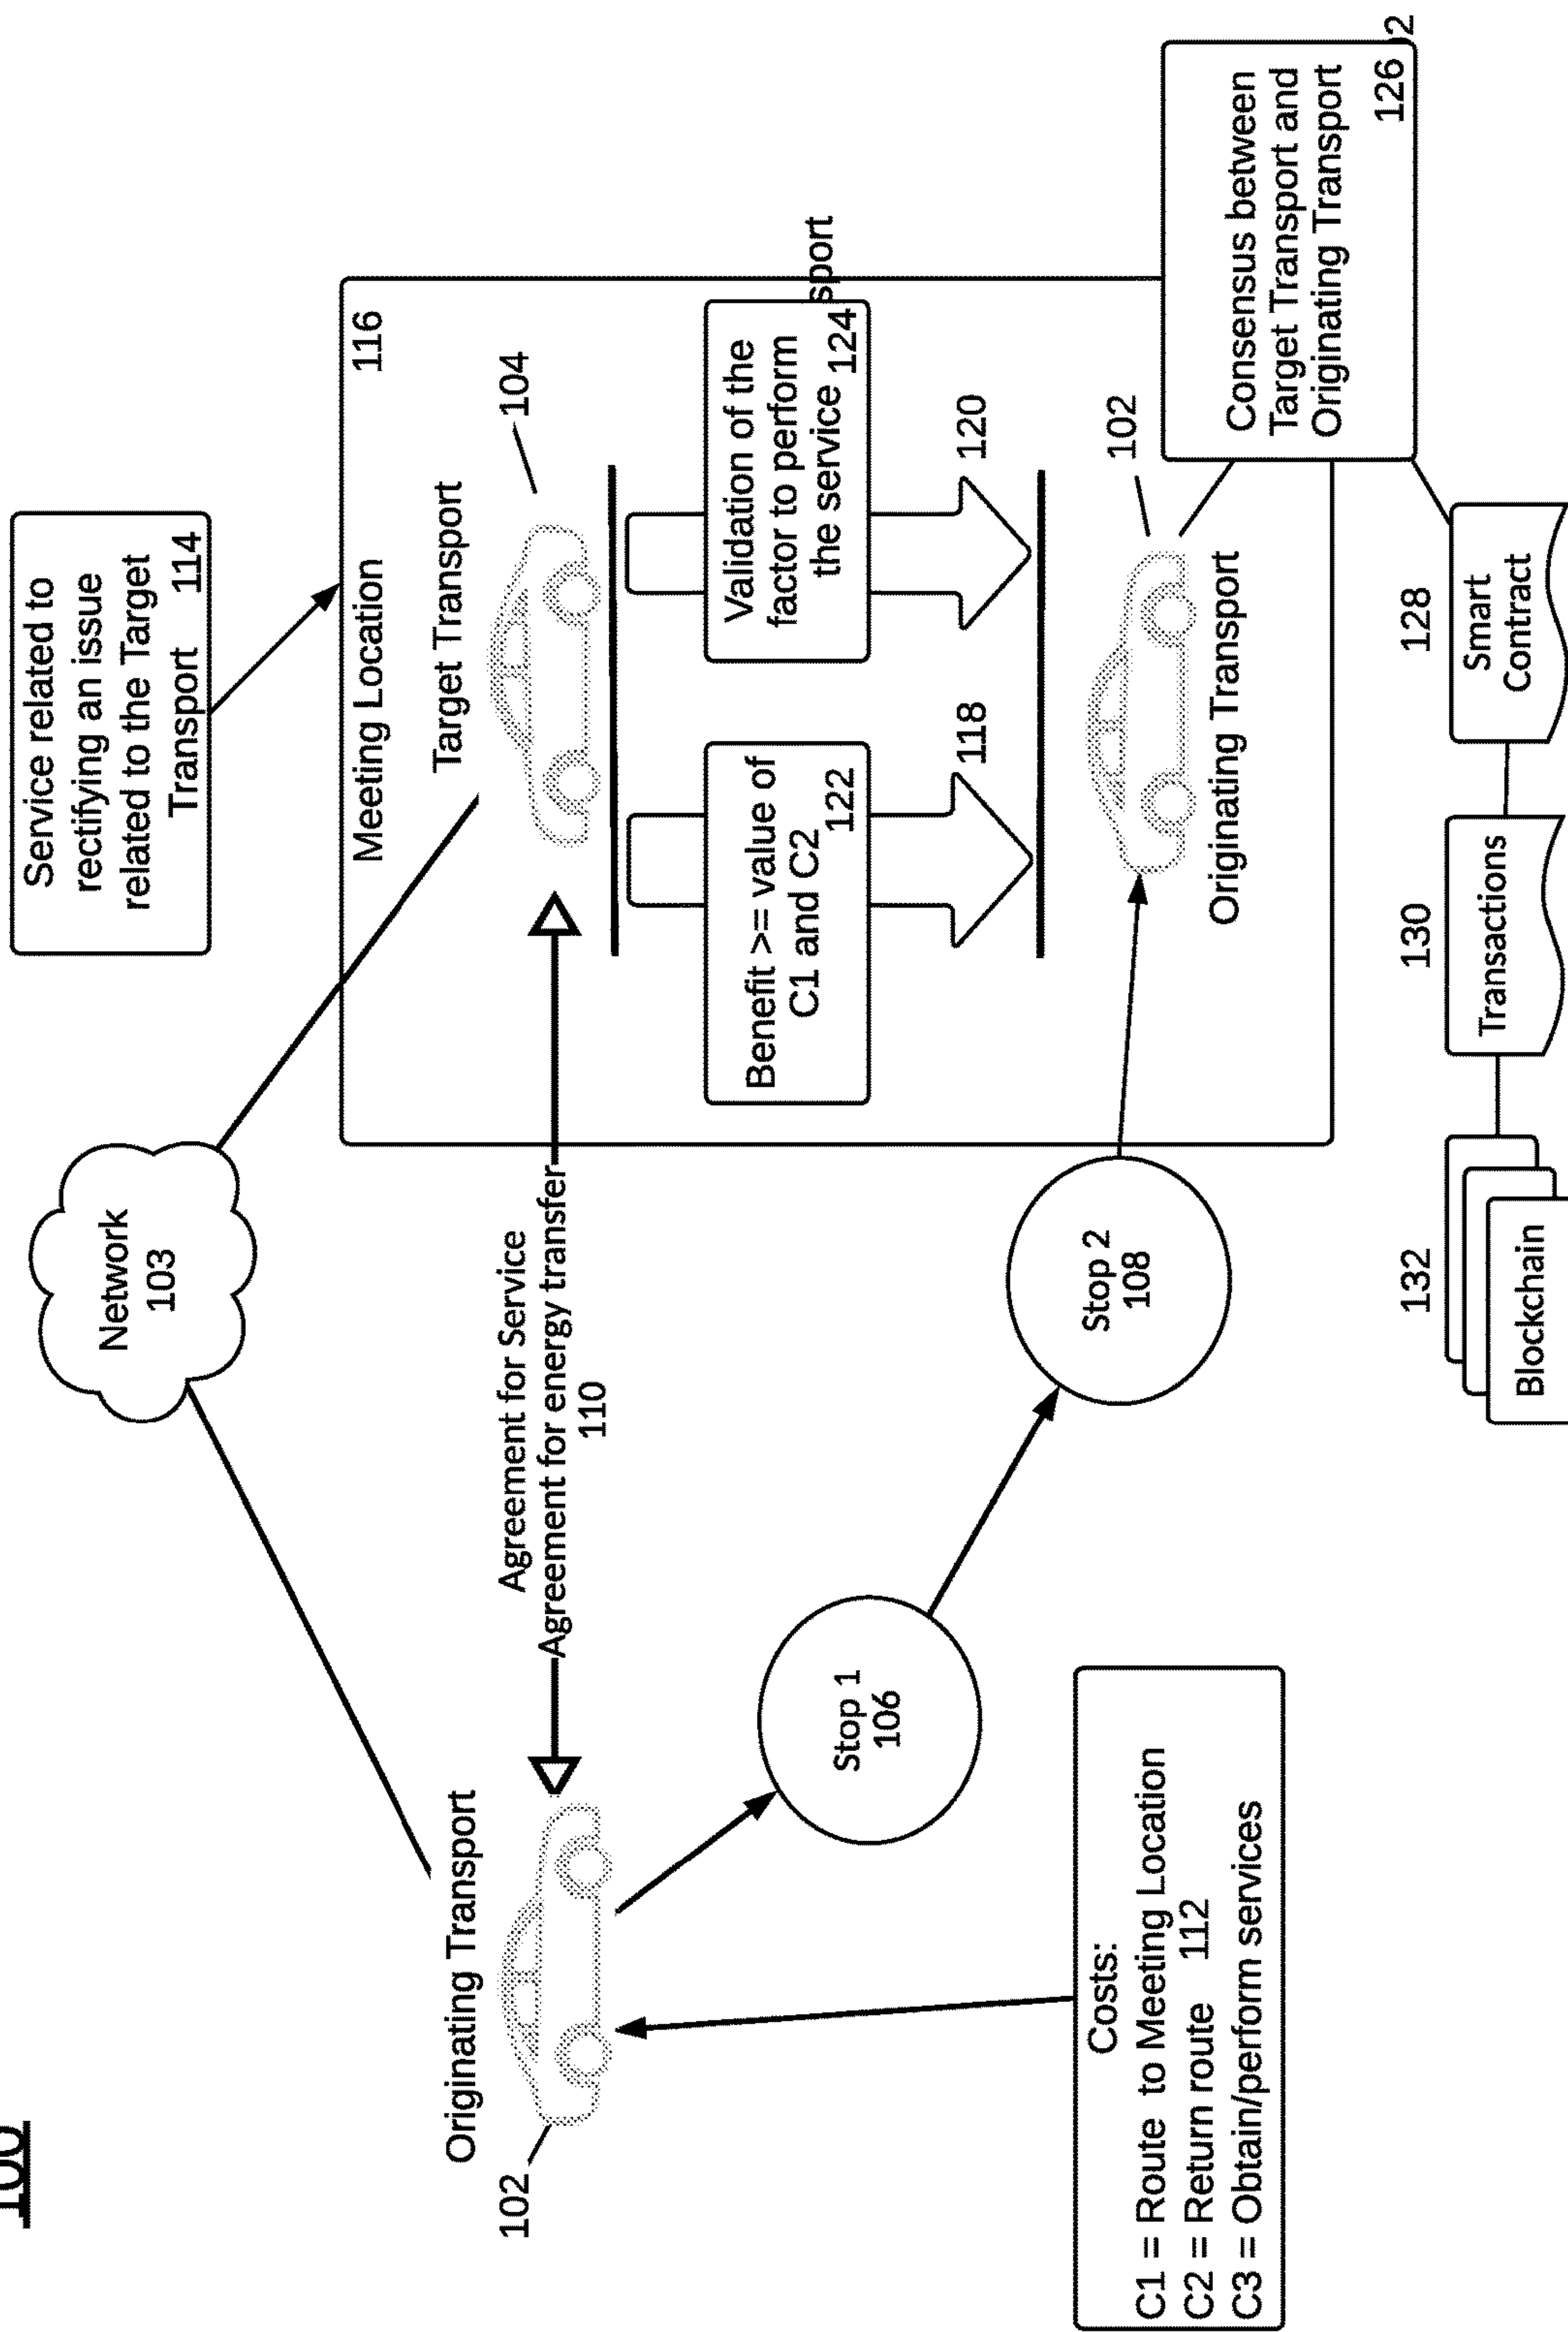 100
Service related to
rectifying an issue
related to the Target
Transport 114
Network
103
Meeting Location
116
Target Transport
104
Originating Transport
102
Agreement for Service
Agreement for energy transfer
110
Benefit >= value of
C1 and C2
122
Validation of the
factor to perform
the service 124
sport
118
120
Stop 1
106
Stop 2
108
102
Originating Transport
Consensus between
Target Transport and
Originating Transport
126
Costs:
C1 = Route to Meeting Location
C2 = Return route 112
C3 = Obtain/perform services
132
Blockchain
130
Transactions
128
Smart
Contract